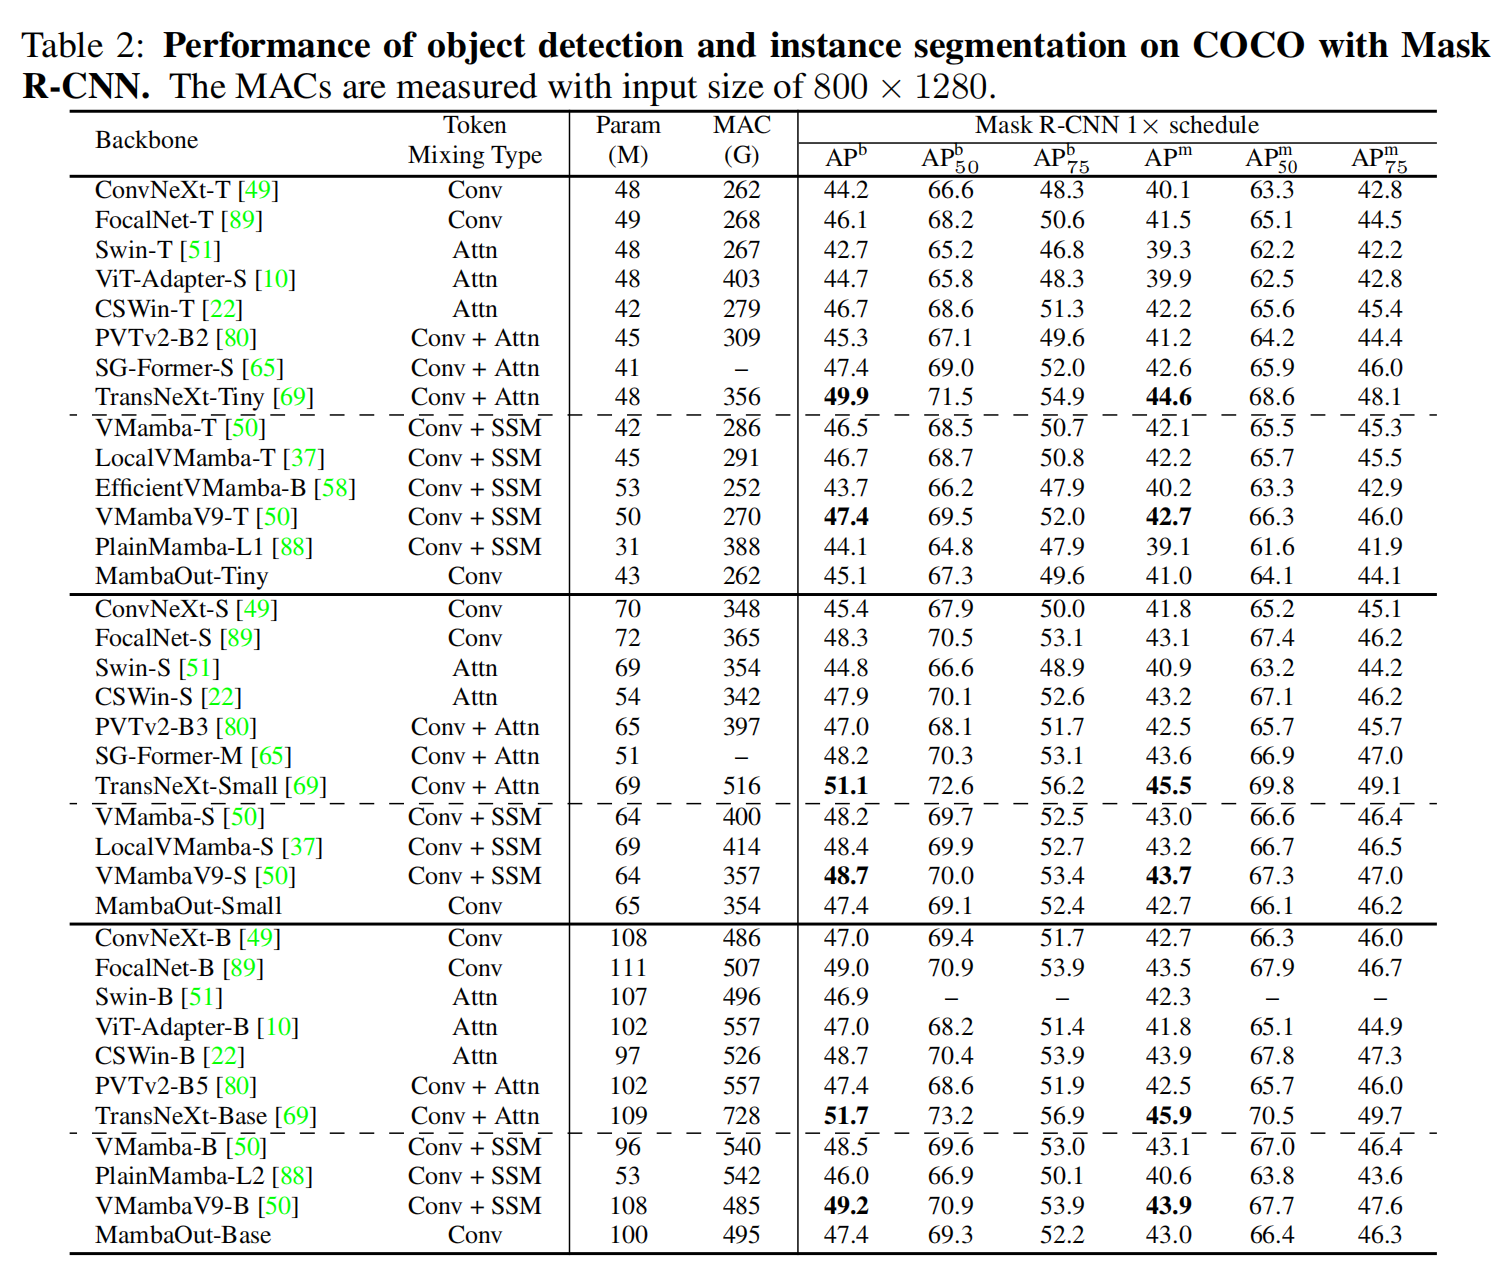 Table 2: Performance of object detection and instance segmentation on COCO with Mask
R-CNN. The MACs are measured with input size of 800 × 1280.
Backbone Token Mixing Type Param (M) MAC (G) Mask R-CNN 1× schedule
APᵇ APᵇ₅₀ APᵇ₇₅ APᵐ APᵐ₅₀ APᵐ₇₅
ConvNeXt-T [49] Conv 48 262 44.2 66.6 48.3 40.1 63.3 42.8
FocalNet-T [89] Conv 49 268 46.1 68.2 50.6 41.5 65.1 44.5
Swin-T [51] Attn 48 267 42.7 65.2 46.8 39.3 62.2 42.2
ViT-Adapter-S [10] Attn 48 403 44.7 65.8 48.3 39.9 62.5 42.8
CSWin-T [22] Attn 42 279 46.7 68.6 51.3 42.2 65.6 45.4
PVTv2-B2 [80] Conv + Attn 45 309 45.3 67.1 49.6 41.2 64.2 44.4
SG-Former-S [65] Conv + Attn 41 – 47.4 69.0 52.0 42.6 65.9 46.0
TransNeXt-Tiny [69] Conv + Attn 48 356 49.9 71.5 54.9 44.6 68.6 48.1
VMamba-T [50] Conv + SSM 42 286 46.5 68.5 50.7 42.1 65.5 45.3
LocalVMamba-T [37] Conv + SSM 45 291 46.7 68.7 50.8 42.2 65.7 45.5
EfficientVMamba-B [58] Conv + SSM 53 252 43.7 66.2 47.9 40.2 63.3 42.9
VMambaV9-T [50] Conv + SSM 50 270 47.4 69.5 52.0 42.7 66.3 46.0
PlainMamba-L1 [88] Conv + SSM 31 388 44.1 64.8 47.9 39.1 61.6 41.9
MambaOut-Tiny Conv 43 262 45.1 67.3 49.6 41.0 64.1 44.1
ConvNeXt-S [49] Conv 70 348 45.4 67.9 50.0 41.8 65.2 45.1
FocalNet-S [89] Conv 72 365 48.3 70.5 53.1 43.1 67.4 46.2
Swin-S [51] Attn 69 354 44.8 66.6 48.9 40.9 63.2 44.2
CSWin-S [22] Attn 54 342 47.9 70.1 52.6 43.2 67.1 46.2
PVTv2-B3 [80] Conv + Attn 65 397 47.0 68.1 51.7 42.5 65.7 45.7
SG-Former-M [65] Conv + Attn 51 – 48.2 70.3 53.1 43.6 66.9 47.0
TransNeXt-Small [69] Conv + Attn 69 516 51.1 72.6 56.2 45.5 69.8 49.1
VMamba-S [50] Conv + SSM 64 400 48.2 69.7 52.5 43.0 66.6 46.4
LocalVMamba-S [37] Conv + SSM 69 414 48.4 69.9 52.7 43.2 66.7 46.5
VMambaV9-S [50] Conv + SSM 64 357 48.7 70.0 53.4 43.7 67.3 47.0
MambaOut-Small Conv 65 354 47.4 69.1 52.4 42.7 66.1 46.2
ConvNeXt-B [49] Conv 108 486 47.0 69.4 51.7 42.7 66.3 46.0
FocalNet-B [89] Conv 111 507 49.0 70.9 53.9 43.5 67.9 46.7
Swin-B [51] Attn 107 496 46.9 – – 42.3 – –
ViT-Adapter-B [10] Attn 102 557 47.0 68.2 51.4 41.8 65.1 44.9
CSWin-B [22] Attn 97 526 48.7 70.4 53.9 43.9 67.8 47.3
PVTv2-B5 [80] Conv + Attn 102 557 47.4 68.6 51.9 42.5 65.7 46.0
TransNeXt-Base [69] Conv + Attn 109 728 51.7 73.2 56.9 45.9 70.5 49.7
VMamba-B [50] Conv + SSM 96 540 48.5 69.6 53.0 43.1 67.0 46.4
PlainMamba-L2 [88] Conv + SSM 53 542 46.0 66.9 50.1 40.6 63.8 43.6
VMambaV9-B [50] Conv + SSM 108 485 49.2 70.9 53.9 43.9 67.7 47.6
MambaOut-Base Conv 100 495 47.4 69.3 52.2 43.0 66.4 46.3